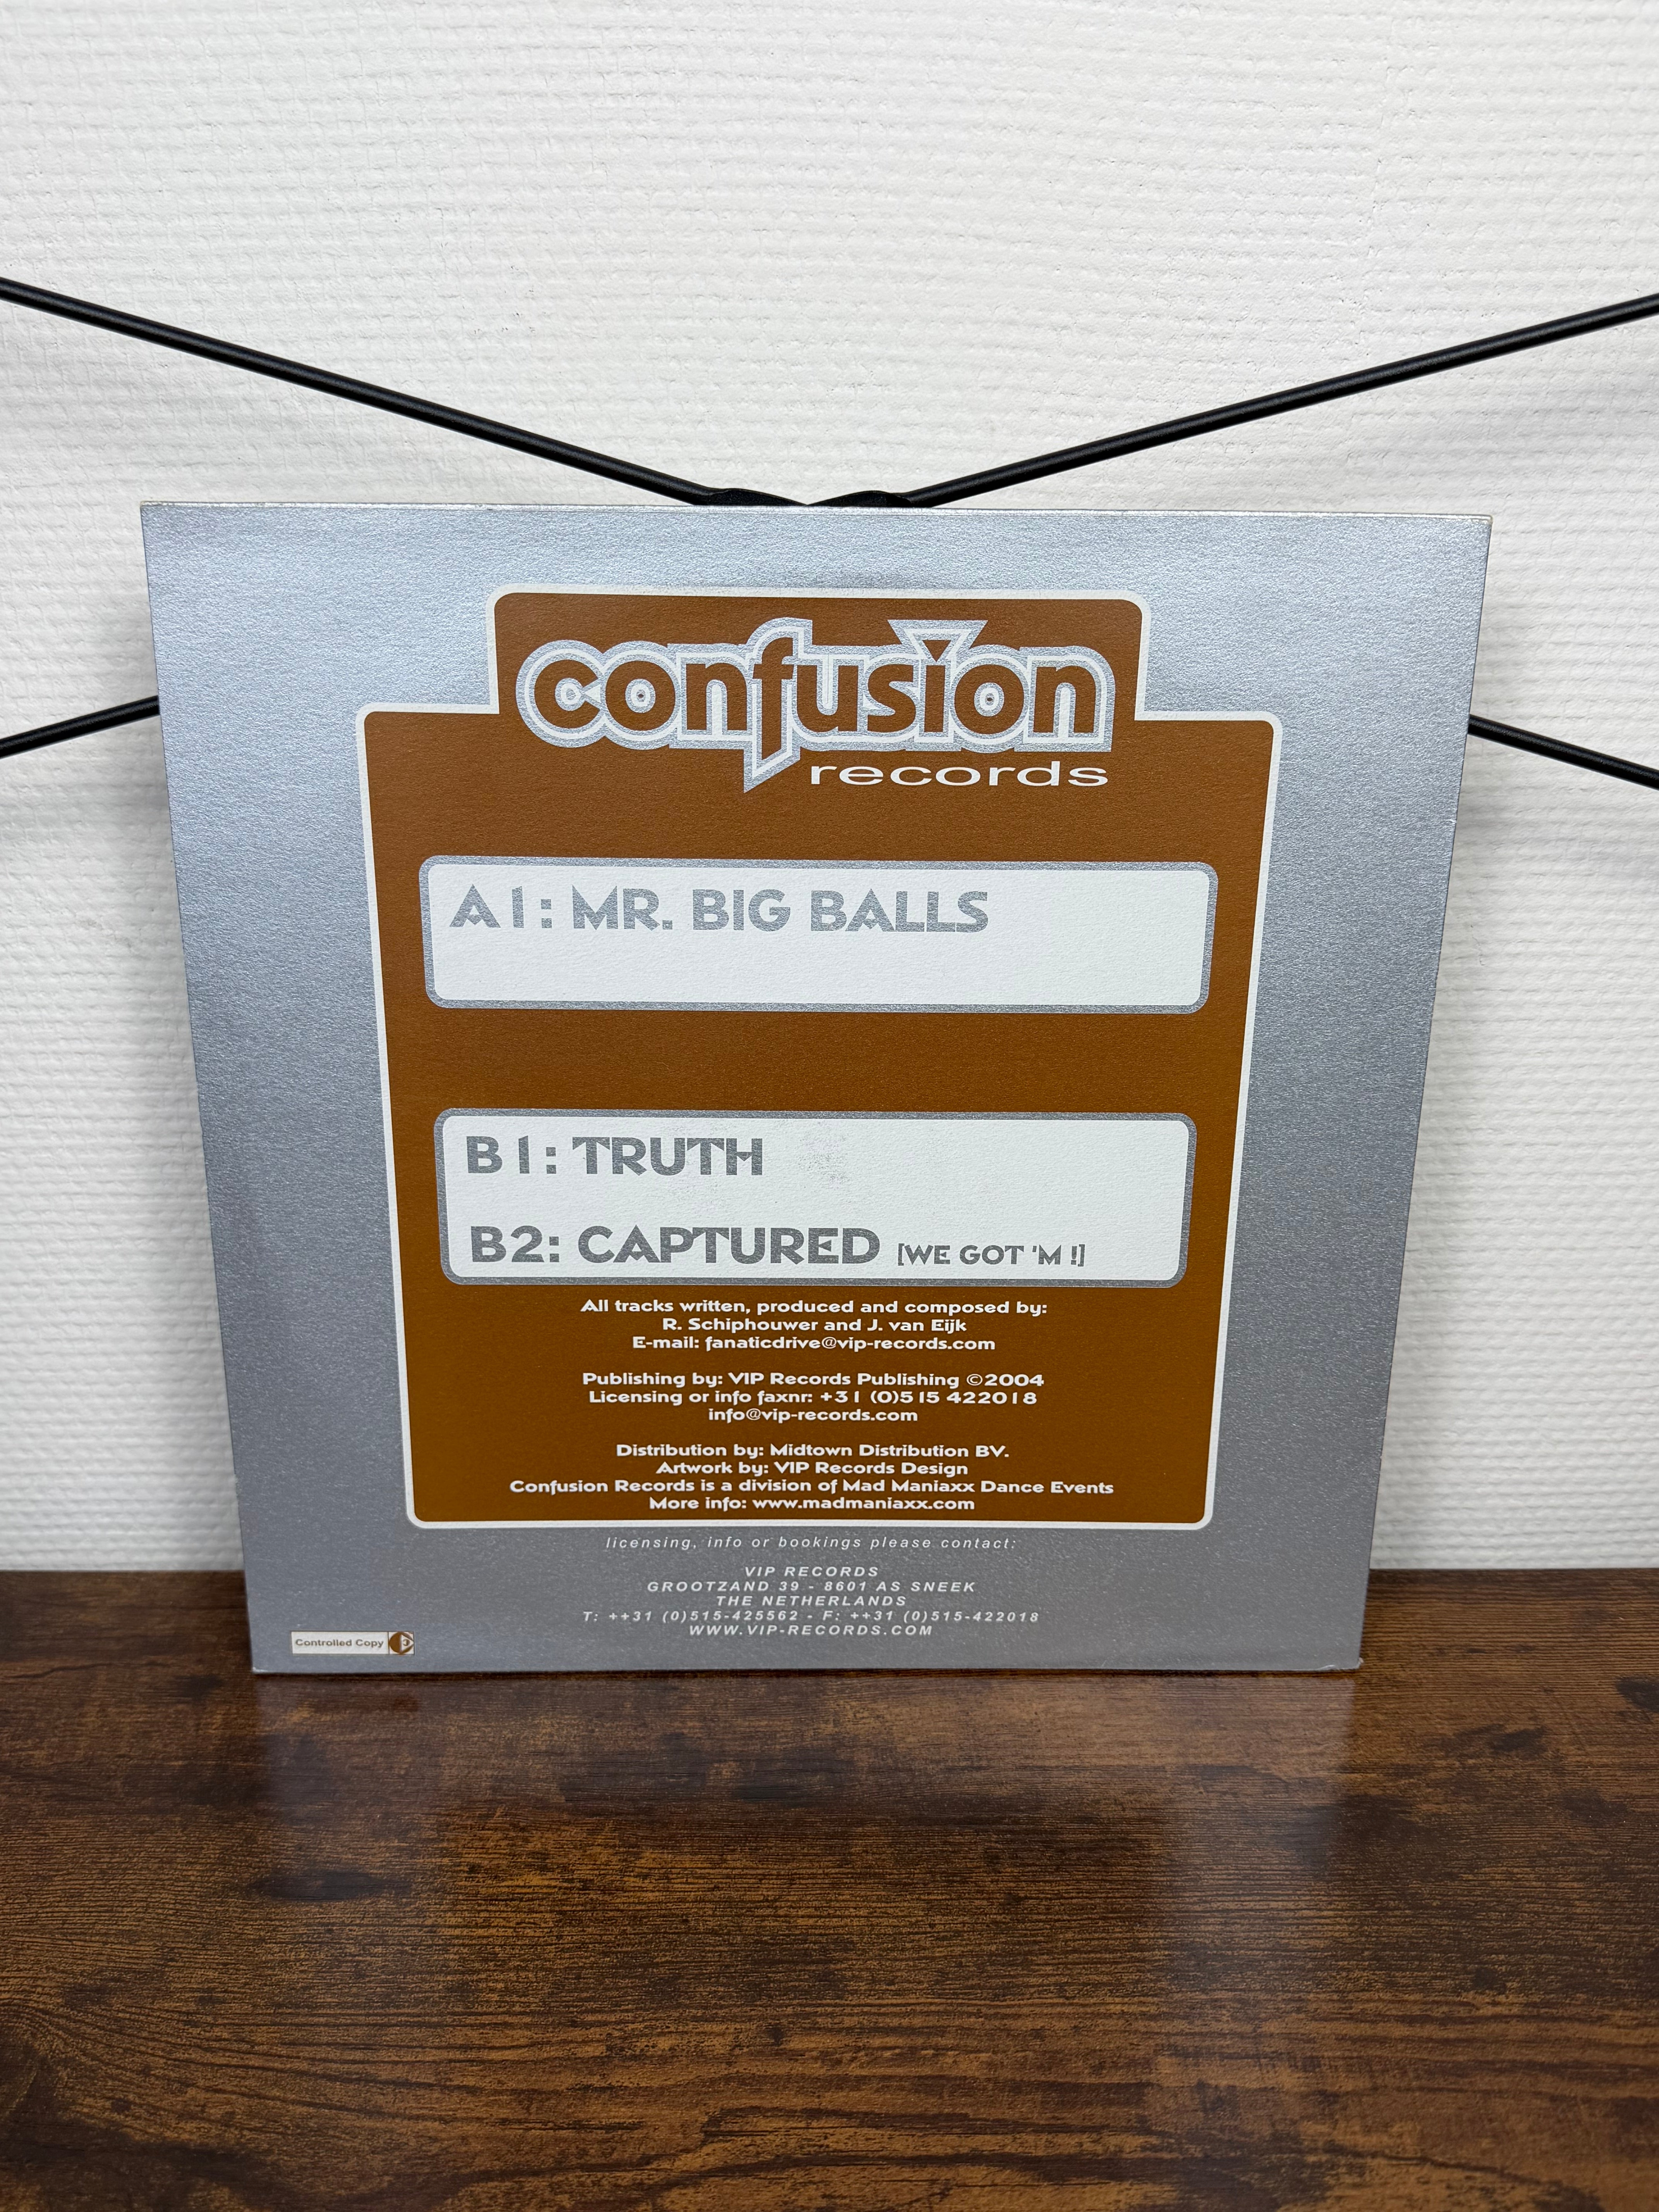 confusion
records
A1: MR. BIG BALLS
B1: TRUTH
B2: CAPTURED [WE GOT 'M !]
All tracks written, produced and composed by:
R. Schiphouwer and J. van Eijk
E-mail: fanaticdrive@vip-records.com
Publishing by: VIP Records Publishing ©2004
Licensing or info faxnr: +31 (0)515 422018
info@vip-records.com
Distribution by: Midtown Distribution BV.
Artwork by: VIP Records Design
Confusion Records is a division of Mad Maniaxx Dance Events
More info: www.madmaniaxx.com
licensing, info or bookings please contact:
VIP RECORDS
GROOTZAND 39 - 8601 AS SNEEK
THE NETHERLANDS
T: ++31 (0)515-425562 - F: ++31 (0)515-422018
WWW.VIP-RECORDS.COM
Controlled Copy